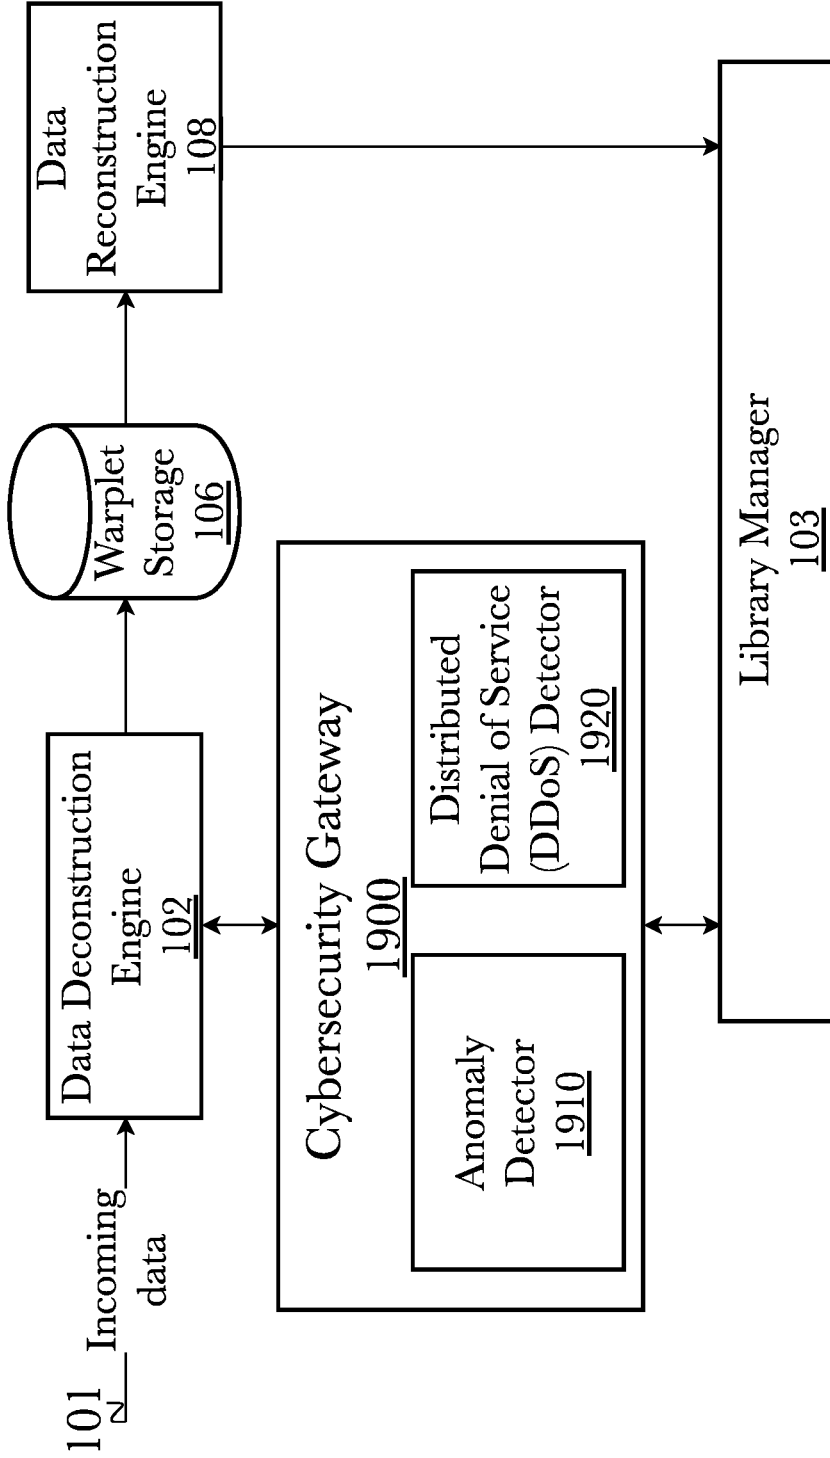 101
Incoming
data
Data Deconstruction
Engine
102
Warplet
Storage
106
Data
Reconstruction
Engine
108
Cybersecurity Gateway
1900
Anomaly
Detector
1910
Distributed
Denial of Service
(DDoS) Detector
1920
Library Manager
103